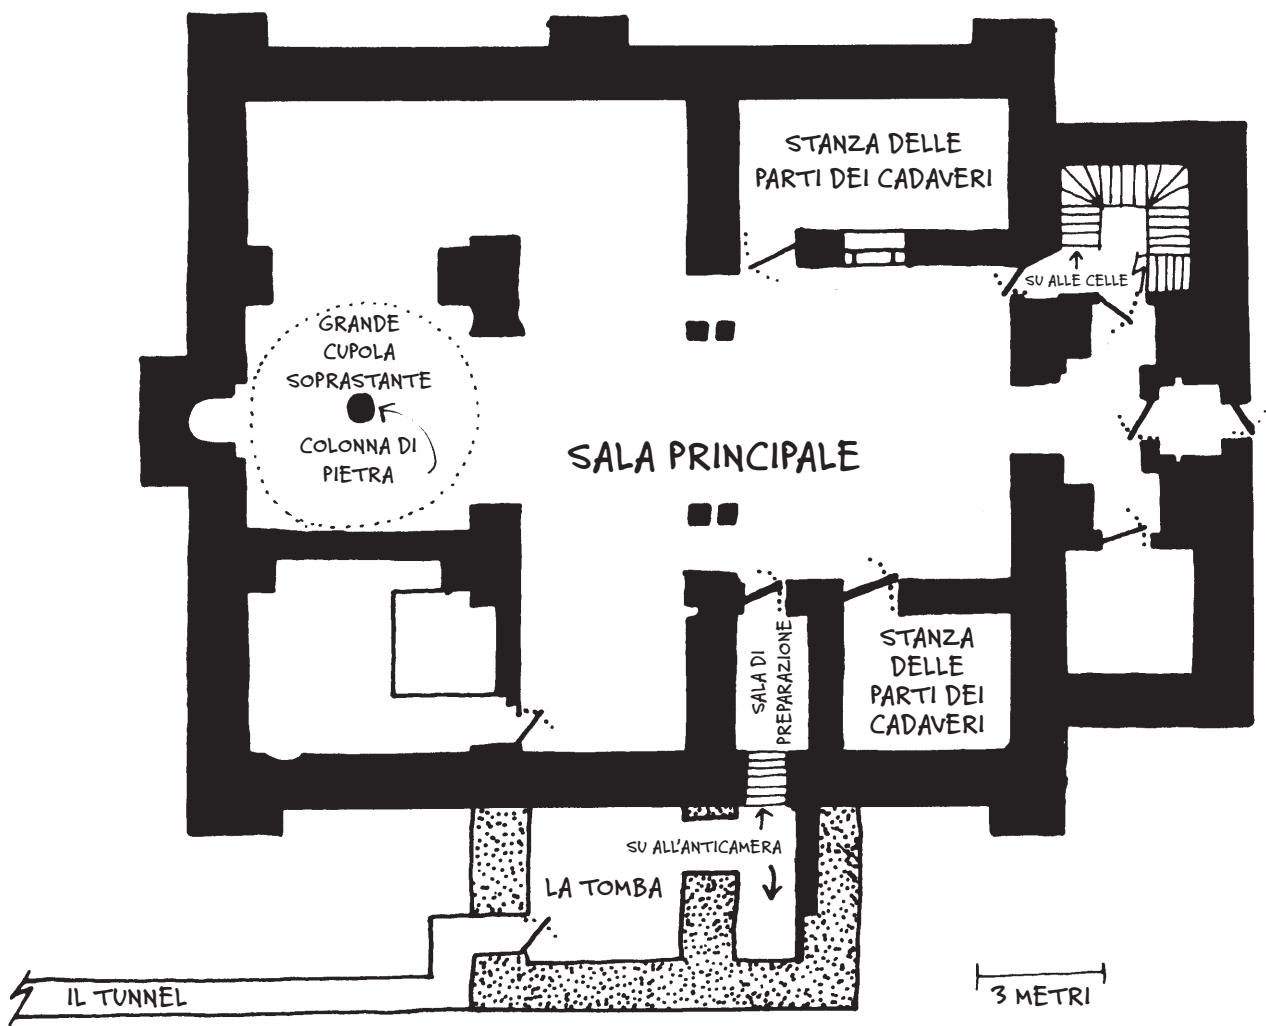 STANZA DELLE
PARTI DEI CADAVERI
SU ALLE CELLE
GRANDE
CUPOLA
SOPRASTANTE
COLONNA DI
PIETRA
SALA PRINCIPALE
SALA DI
PREPARAZIONE
STANZA
DELLE
PARTI DEI
CADAVERI
SU ALL'ANTICAMERA
LA TOMBA
IL TUNNEL
3 METRI